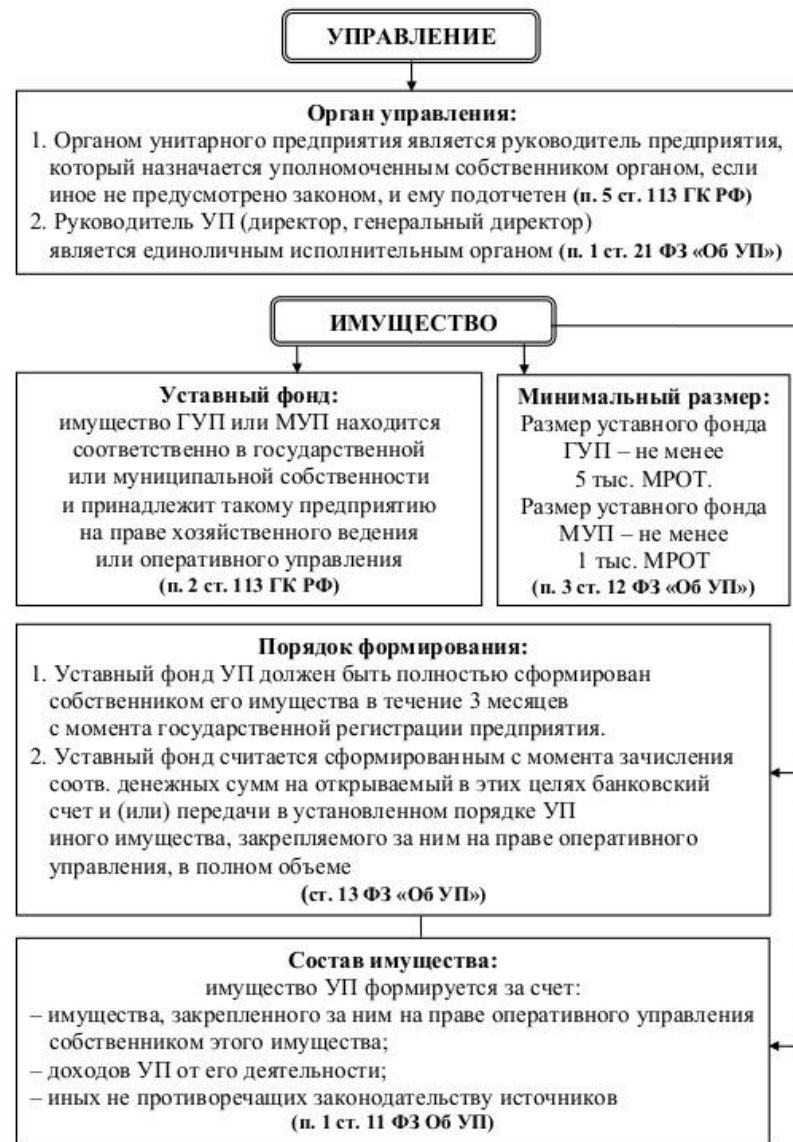 УПРАВЛЕНИЕ
Орган управления:
1. Органом унитарного предприятия является руководитель предприятия,
который назначается уполномоченным собственником органом, если
иное не предусмотрено законом, и ему подотчетен (п. 5 ст. 113 ГК РФ)
2. Руководитель УП (директор, генеральный директор)
является единоличным исполнительным органом (п. 1 ст. 21 ФЗ «Об УП»)
ИМУЩЕСТВО
Уставный фонд:
имущество ГУП или МУП находится
соответственно в государственной
или муниципальной собственности
и принадлежит такому предприятию
на праве хозяйственного ведения
или оперативного управления
(п. 2 ст. 113 ГК РФ)
Минимальный размер:
Размер уставного фонда
ГУП – не менее
5 тыс. МРОТ.
Размер уставного фонда
МУП – не менее
1 тыс. МРОТ
(п. 3 ст. 12 ФЗ «Об УП»)
Порядок формирования:
1. Уставный фонд УП должен быть полностью сформирован
собственником его имущества в течение 3 месяцев
с момента государственной регистрации предприятия.
2. Уставный фонд считается сформированным с момента зачисления
соотв. денежных сумм на открываемый в этих целях банковский
счет и (или) передачи в установленном порядке УП
иного имущества, закрепляемого за ним на праве оперативного
управления, в полном объеме
(ст. 13 ФЗ «Об УП»)
Состав имущества:
имущество УП формируется за счет:
– имущества, закрепленного за ним на праве оперативного управления
собственником этого имущества;
– доходов УП от его деятельности;
– иных не противоречащих законодательству источников
(п. 1 ст. 11 ФЗ Об УП)